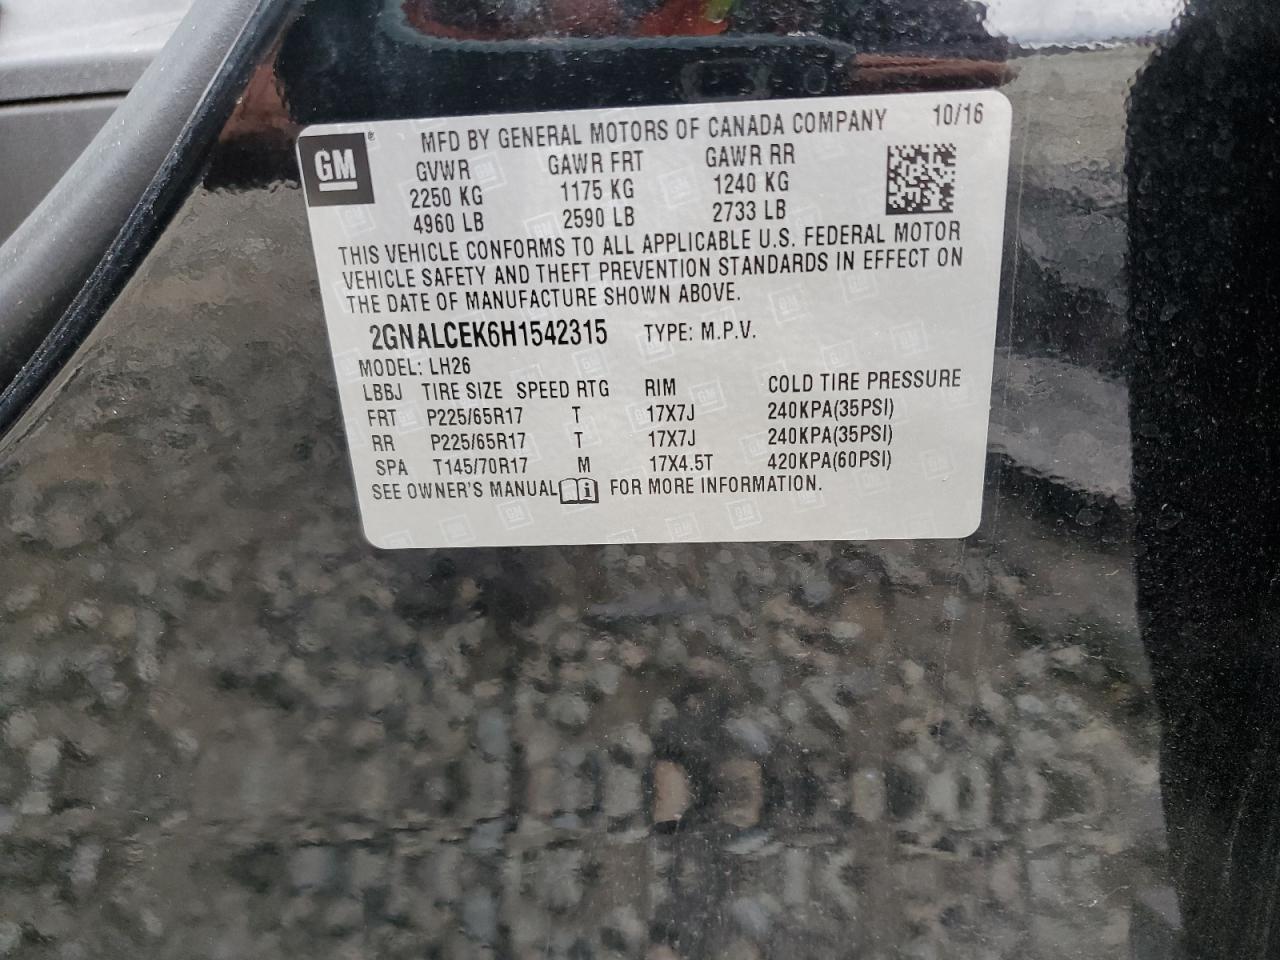 GM ® MFD BY GENERAL MOTORS OF CANADA COMPANY 10/16
GVWR GAWR FRT GAWR RR
2250 KG 1175 KG 1240 KG
4960 LB 2590 LB 2733 LB
THIS VEHICLE CONFORMS TO ALL APPLICABLE U.S. FEDERAL MOTOR
VEHICLE SAFETY AND THEFT PREVENTION STANDARDS IN EFFECT ON
THE DATE OF MANUFACTURE SHOWN ABOVE.
2GNALCEK6H1542315 TYPE: M.P.V.
MODEL: LH26
LBBJ TIRE SIZE SPEED RTG RIM COLD TIRE PRESSURE
FRT P225/65R17 T 17X7J 240KPA(35PSI)
RR P225/65R17 T 17X7J 240KPA(35PSI)
SPA T145/70R17 M 17X4.5T 420KPA(60PSI)
SEE OWNER'S MANUAL i FOR MORE INFORMATION.